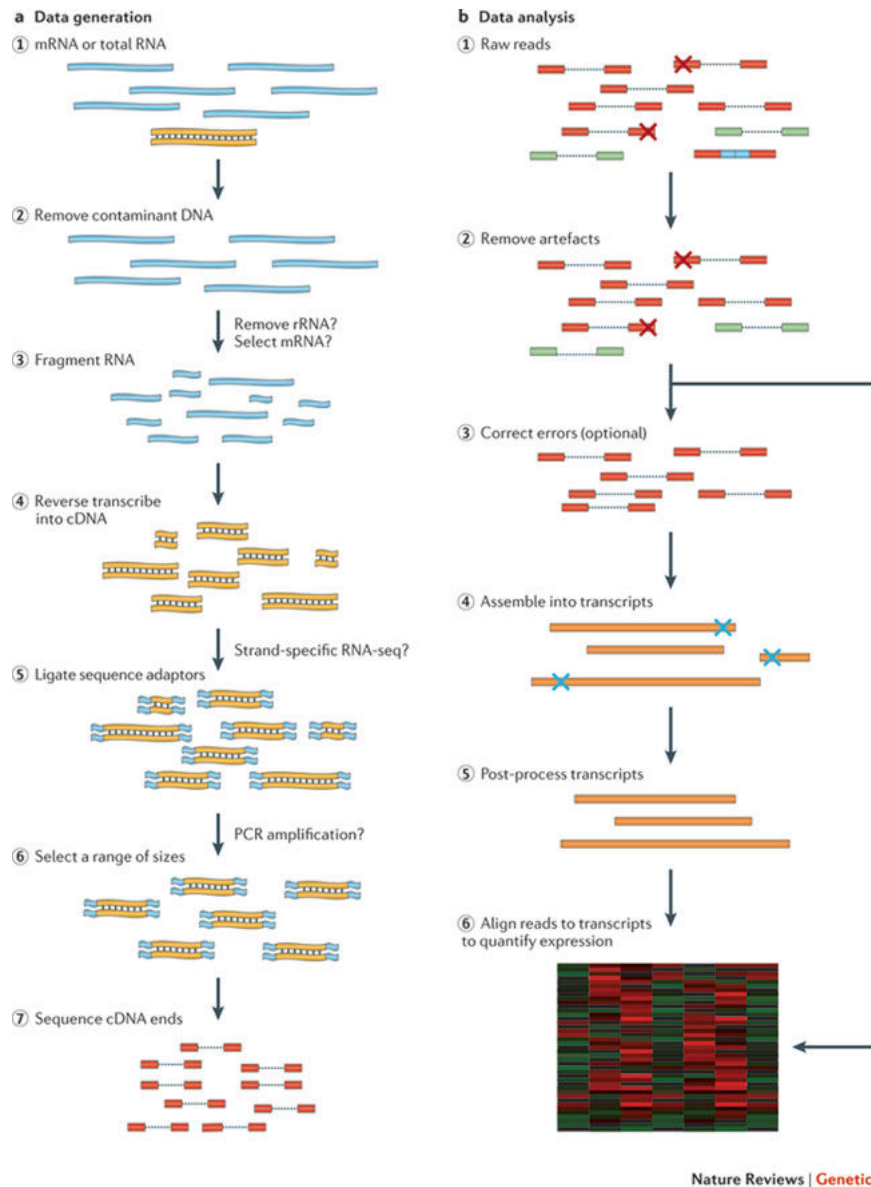 a Data generation
① mRNA or total RNA
② Remove contaminant DNA
Remove rRNA?
Select mRNA?
③ Fragment RNA
④ Reverse transcribe
into cDNA
Strand-specific RNA-seq?
⑤ Ligate sequence adaptors
PCR amplification?
⑥ Select a range of sizes
⑦ Sequence cDNA ends
b Data analysis
① Raw reads
② Remove artefacts
③ Correct errors (optional)
④ Assemble into transcripts
⑤ Post-process transcripts
⑥ Align reads to transcripts
to quantify expression
Nature Reviews | Genetic